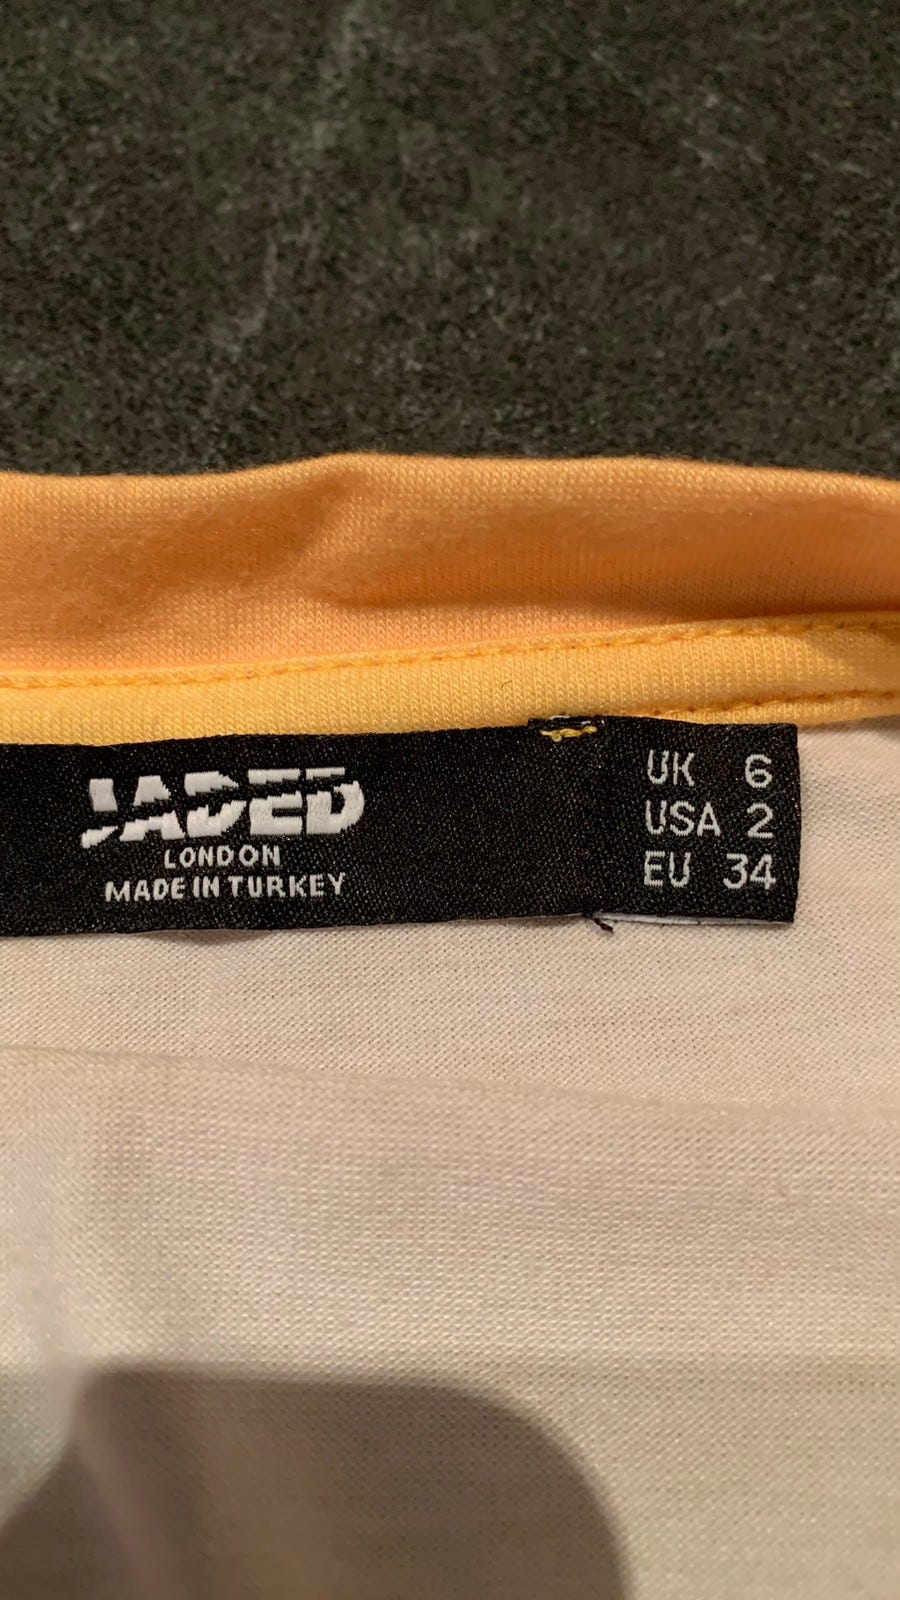 JADED
LONDON
MADE IN TURKEY
UK 6
USA 2
EU 34